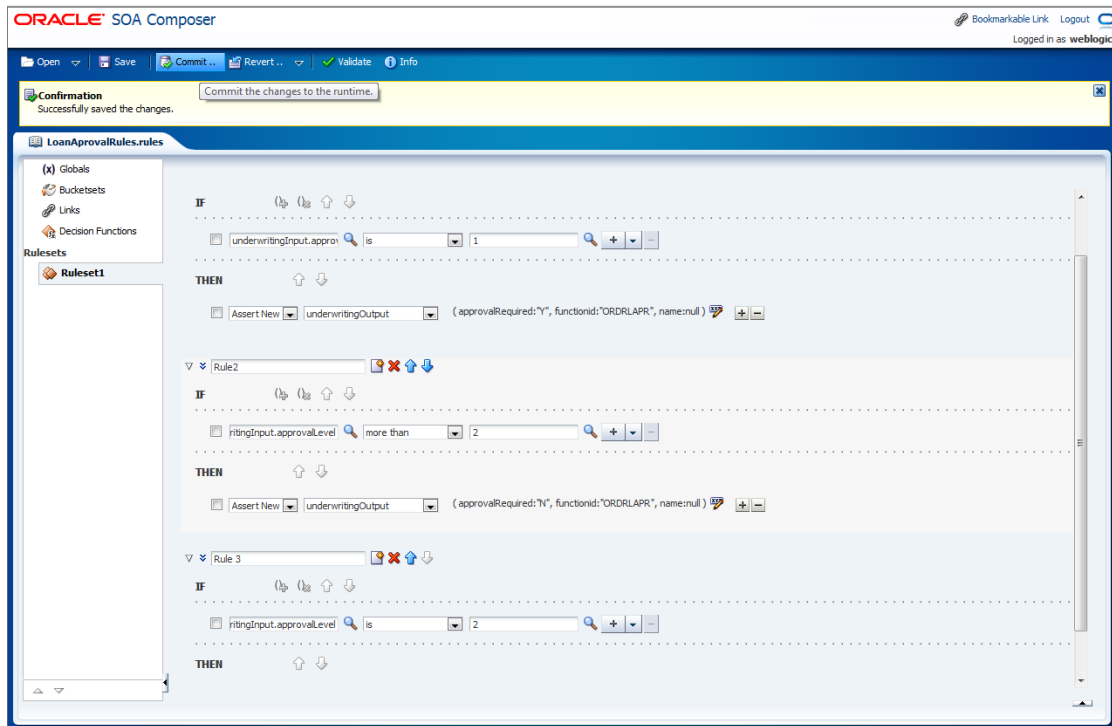 ORACLE SOA Composer
Bookmarkable Link Logout
Logged in as weblogic
Open Save Commit .. Revert .. Validate Info
Commit the changes to the runtime.
Confirmation
Successfully saved the changes.
LoanAprovalRules.rules
(x) Globals
Bucketsets
Links
Decision Functions
Rulesets
Ruleset1
IF
underwritingInput.approv is 1
THEN
Assert New underwritingOutput ( approvalRequired:"Y", functionid:"ORDRLAPR", name:null )
Rule2
IF
ritingInput.approvalLevel more than 2
THEN
Assert New underwritingOutput ( approvalRequired:"N", functionid:"ORDRLAPR", name:null )
Rule 3
IF
ritingInput.approvalLevel is 2
THEN